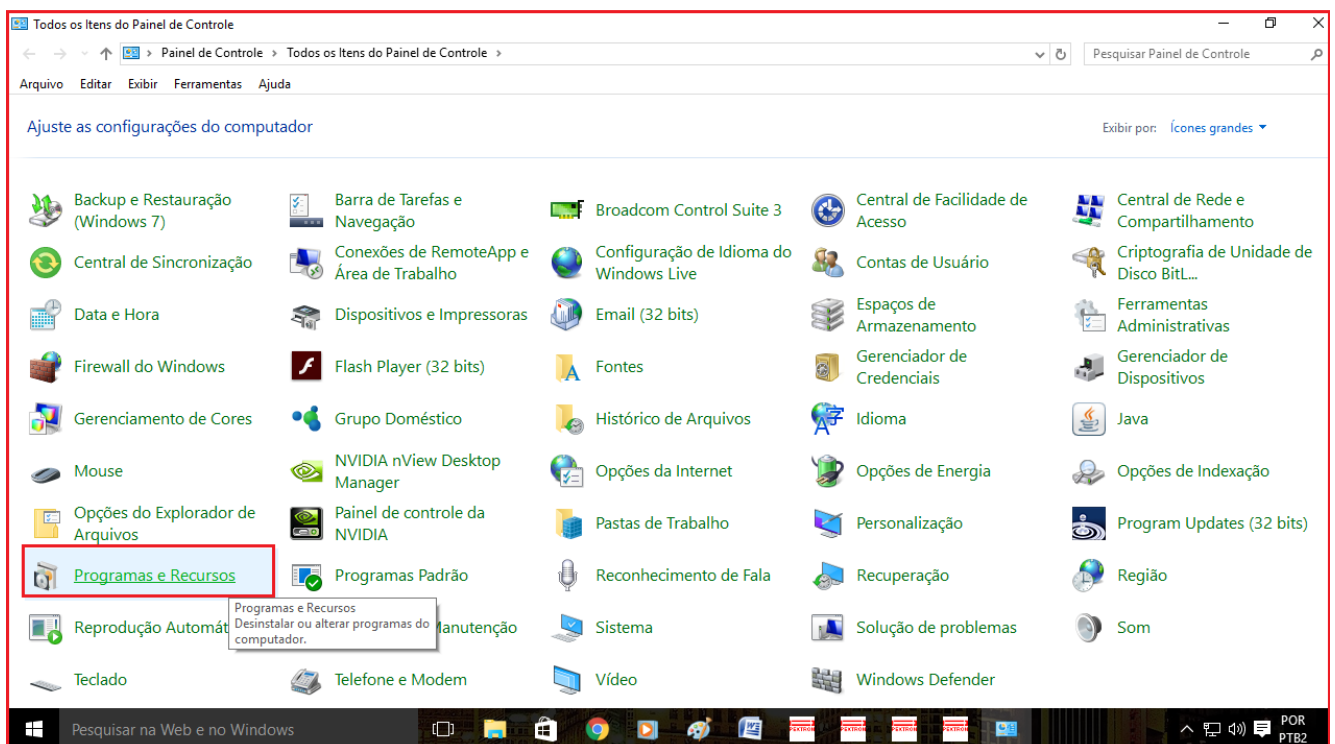 Todos os Itens do Painel de Controle
Painel de Controle > Todos os Itens do Painel de Controle >
Pesquisar Painel de Controle
Arquivo Editar Exibir Ferramentas Ajuda
Ajuste as configurações do computador
Exibir por: Ícones grandes
Backup e Restauração
(Windows 7)
Barra de Tarefas e
Navegação
Broadcom Control Suite 3
Central de Facilidade de
Acesso
Central de Rede e
Compartilhamento
Central de Sincronização
Conexões de RemoteApp e
Área de Trabalho
Configuração de Idioma do
Windows Live
Contas de Usuário
Criptografia de Unidade de
Disco BitL...
Data e Hora
Dispositivos e Impressoras
Email (32 bits)
Espaços de
Armazenamento
Ferramentas
Administrativas
Firewall do Windows
Flash Player (32 bits)
Fontes
Gerenciador de
Credenciais
Gerenciador de
Dispositivos
Gerenciamento de Cores
Grupo Doméstico
Histórico de Arquivos
Idioma
Java
Mouse
NVIDIA nView Desktop
Manager
Opções da Internet
Opções de Energia
Opções de Indexação
Opções do Explorador de
Arquivos
Painel de controle da
NVIDIA
Pastas de Trabalho
Personalização
Program Updates (32 bits)
Programas e Recursos
Programas Padrão
Reconhecimento de Fala
Recuperação
Região
Programas e Recursos
Desinstalar ou alterar programas do
computador.
Reprodução Automát
Manutenção
Sistema
Solução de problemas
Som
Teclado
Telefone e Modem
Vídeo
Windows Defender
Pesquisar na Web e no Windows
PEKTRON
PEKTRON
PEKTRON
PEKTRON
POR
PTB2